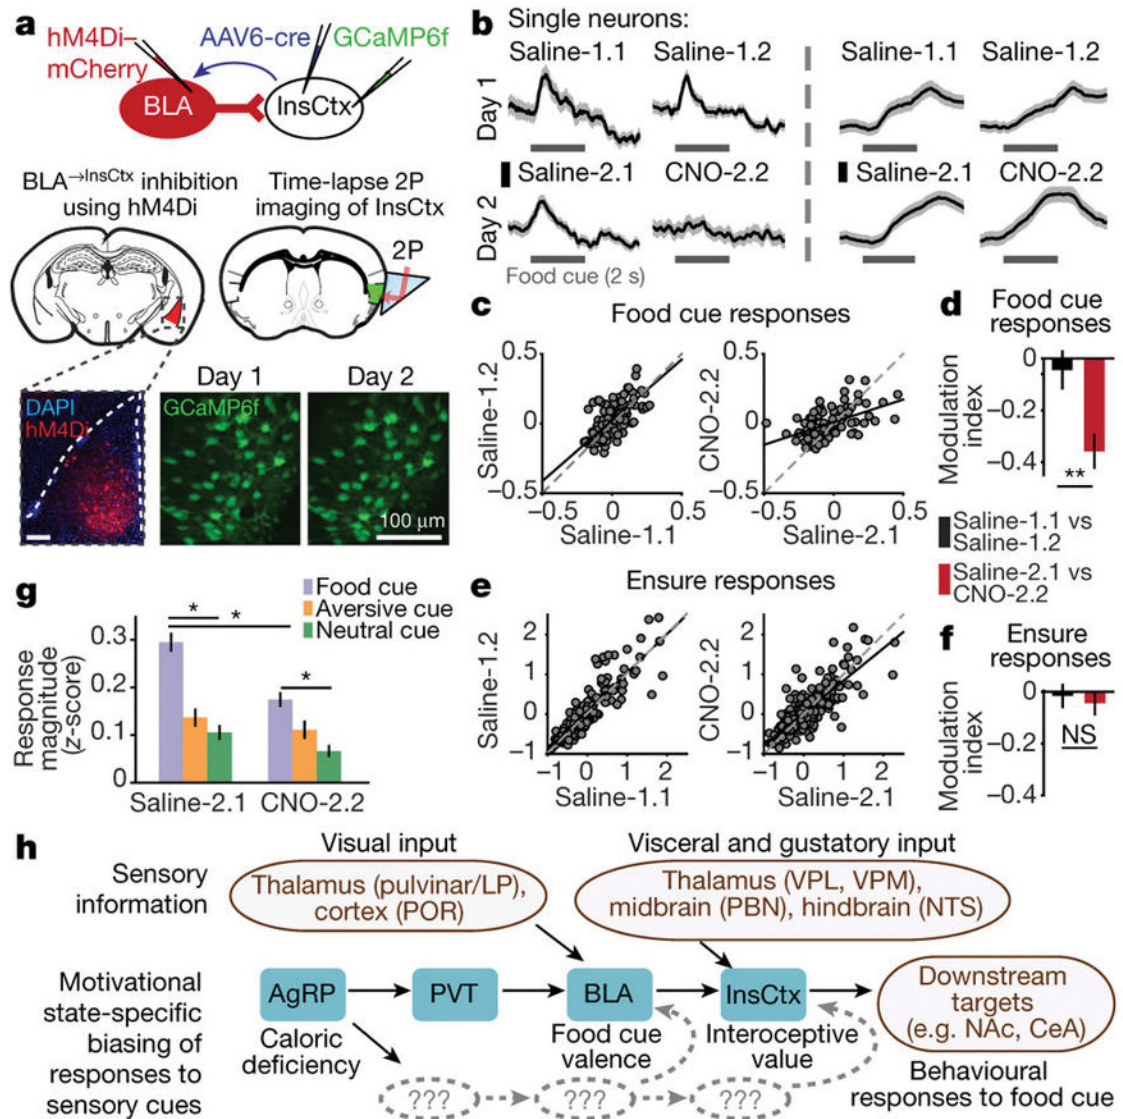 a
hM4Di–
mCherry
AAV6-cre
GCaMP6f
BLA
InsCtx
BLA→InsCtx inhibition
using hM4Di
Time-lapse 2P
imaging of InsCtx
2P
Day 1
Day 2
DAPI
hM4Di
GCaMP6f
100 μm
b
Single neurons:
Saline-1.1
Saline-1.2
Saline-1.1
Saline-1.2
Day 1
Saline-2.1
CNO-2.2
Saline-2.1
CNO-2.2
Day 2
Food cue (2 s)
c
Food cue responses
0.5
0
−0.5
Saline-1.2
−0.5
0
0.5
Saline-1.1
0.5
0
−0.5
CNO-2.2
−0.5
0
0.5
Saline-2.1
d
Food cue
responses
0
−0.2
−0.4
Modulation
index
**
Saline-1.1 vs
Saline-1.2
Saline-2.1 vs
CNO-2.2
e
Ensure responses
2
1
0
−1
Saline-1.2
−1
0
1
2
Saline-1.1
2
1
0
−1
CNO-2.2
−1
0
1
2
Saline-2.1
f
Ensure
responses
0
−0.2
−0.4
Modulation
index
NS
g
Food cue
Aversive cue
Neutral cue
*
*
*
0.3
0.2
0.1
0
Response
magnitude
(z-score)
Saline-2.1
CNO-2.2
h
Visual input
Visceral and gustatory input
Sensory
information
Thalamus (pulvinar/LP),
cortex (POR)
Thalamus (VPL, VPM),
midbrain (PBN), hindbrain (NTS)
Motivational
state-specific
biasing of
responses to
sensory cues
AgRP
PVT
BLA
InsCtx
Downstream
targets
(e.g. NAc, CeA)
Caloric
deficiency
Food cue
valence
Interoceptive
value
Behavioural
responses to food cue
???
???
???